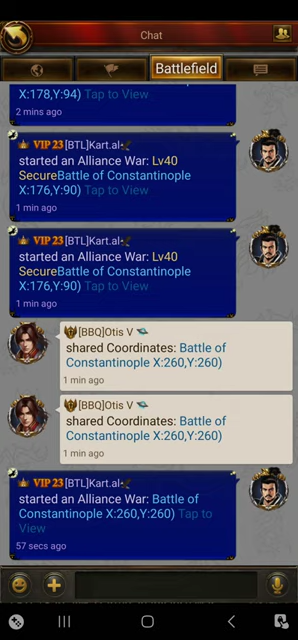 Chat
Battlefield
X:178,Y:94) Tap to View
2 mins ago
VIP 23 [BTL]Kart.al
started an Alliance War: Lv40
SecureBattle of Constantinople
X:176,Y:90) Tap to View
1 min ago
VIP 23 [BTL]Kart.al
started an Alliance War: Lv40
SecureBattle of Constantinople
X:176,Y:90) Tap to View
1 min ago
[BBQ]Otis V
shared Coordinates: Battle of
Constantinople X:260,Y:260)
1 min ago
[BBQ]Otis V
shared Coordinates: Battle of
Constantinople X:260,Y:260)
1 min ago
VIP 23 [BTL]Kart.al
started an Alliance War: Battle of
Constantinople X:260,Y:260) Tap to
View
57 secs ago